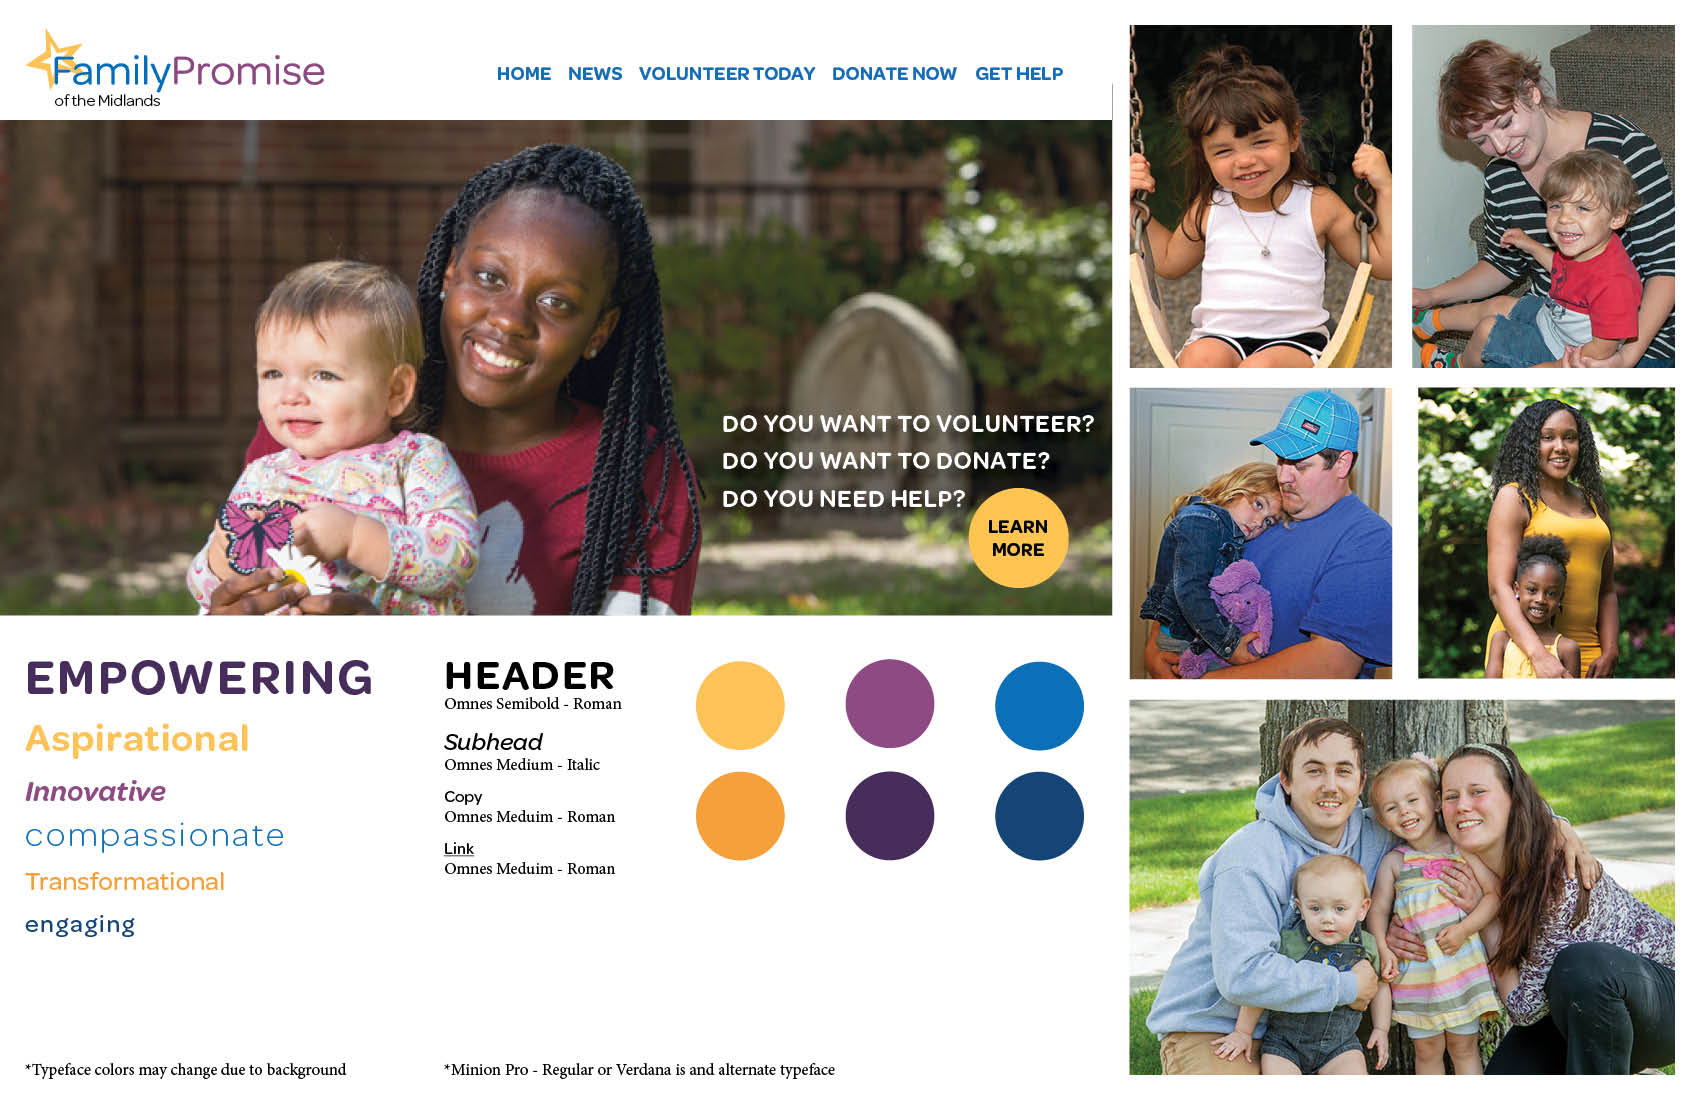 FamilyPromise
of the Midlands
HOME NEWS VOLUNTEER TODAY DONATE NOW GET HELP
DO YOU WANT TO VOLUNTEER?
DO YOU WANT TO DONATE?
DO YOU NEED HELP?
LEARN
MORE
EMPOWERING
Aspirational
Innovative
compassionate
Transformational
engaging
HEADER
Omnes Semibold - Roman
Subhead
Omnes Medium - Italic
Copy
Omnes Meduim - Roman
Link
Omnes Meduim - Roman
*Typeface colors may change due to background
*Minion Pro - Regular or Verdana is and alternate typeface